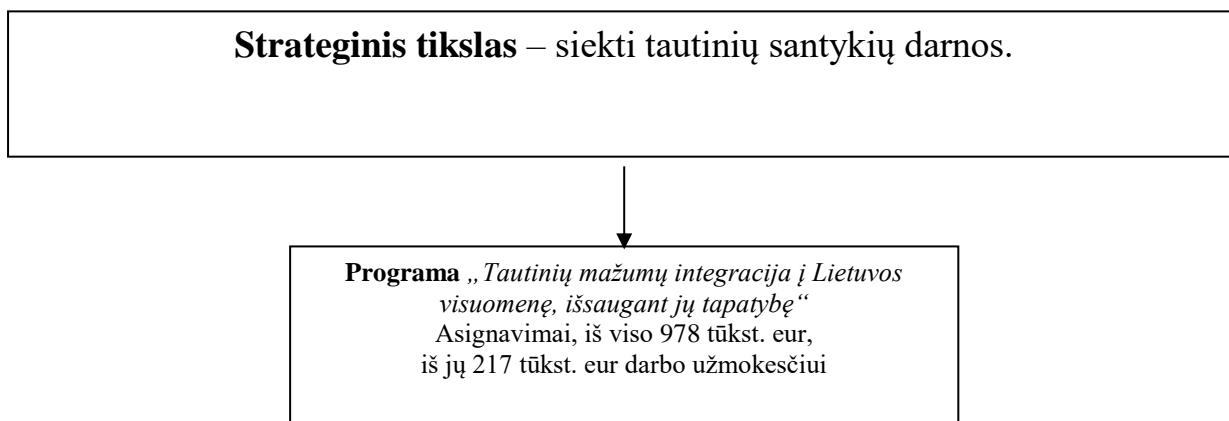 Strateginis tikslas – siekti tautinių santykių darnos.
Programa „Tautinių mažumų integracija į Lietuvos
visuomenę, išsaugant jų tapatybę“
Asignavimai, iš viso 978 tūkst. eur,
iš jų 217 tūkst. eur darbo užmokesčiui